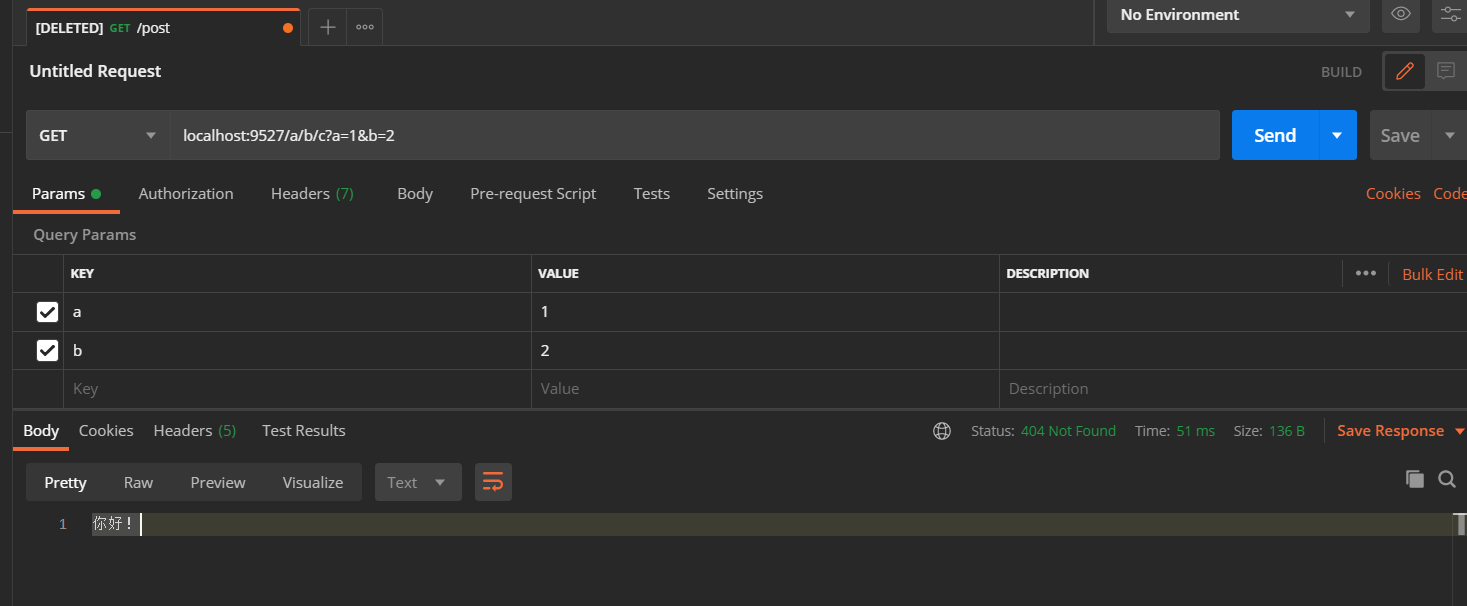 [DELETED] GET /post
No Environment
Untitled Request
BUILD
GET localhost:9527/a/b/c?a=1&b=2 Send Save
Params Authorization Headers (7) Body Pre-request Script Tests Settings Cookies Code
Query Params
KEY VALUE DESCRIPTION Bulk Edit
a 1
b 2
Key Value Description
Body Cookies Headers (5) Test Results Status: 404 Not Found Time: 51 ms Size: 136 B Save Response
Pretty Raw Preview Visualize Text
1 你好！